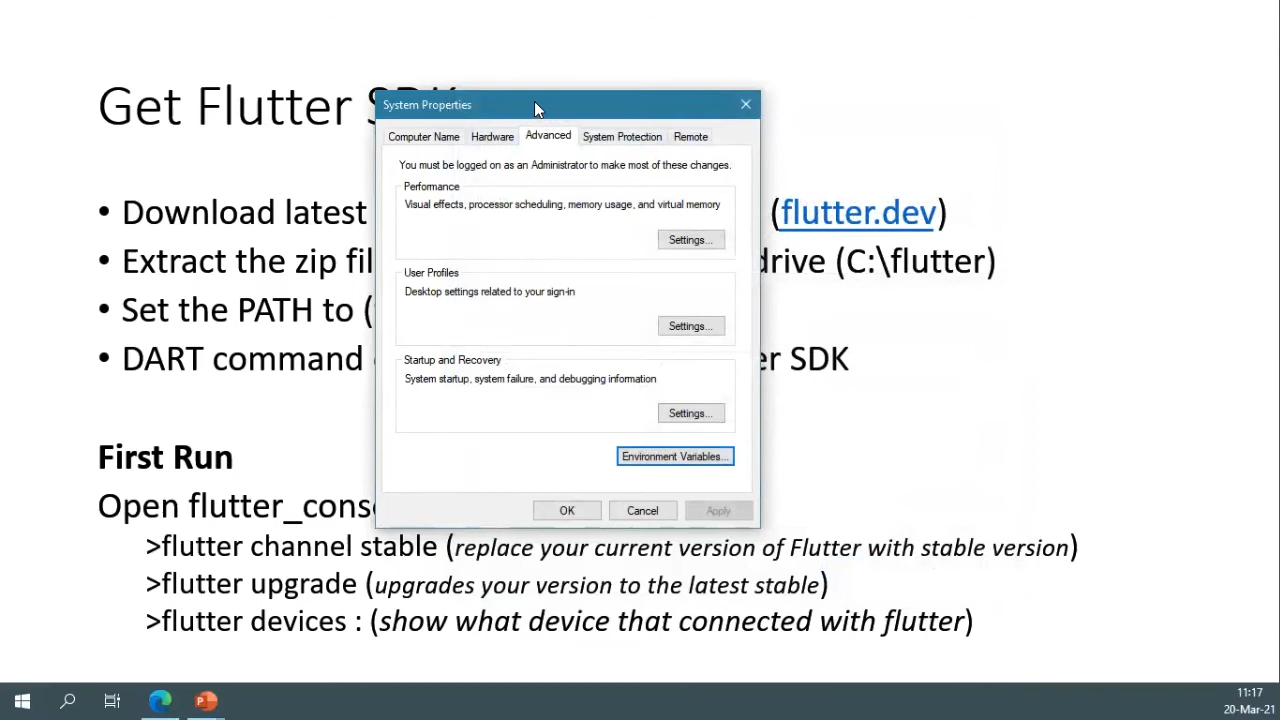 Get Flutter SDK
System Properties
Computer Name Hardware Advanced System Protection Remote
You must be logged on as an Administrator to make most of these changes.
Performance
Visual effects, processor scheduling, memory usage, and virtual memory
Settings...
User Profiles
Desktop settings related to your sign-in
Settings...
Startup and Recovery
System startup, system failure, and debugging information
Settings...
Environment Variables...
OK Cancel Apply
• Download latest (flutter.dev)
• Extract the zip fil drive (C:\flutter)
• Set the PATH to (
• DART command er SDK
First Run
Open flutter_conso
>flutter channel stable (replace your current version of Flutter with stable version)
>flutter upgrade (upgrades your version to the latest stable)
>flutter devices : (show what device that connected with flutter)
11:17
20-Mar-21